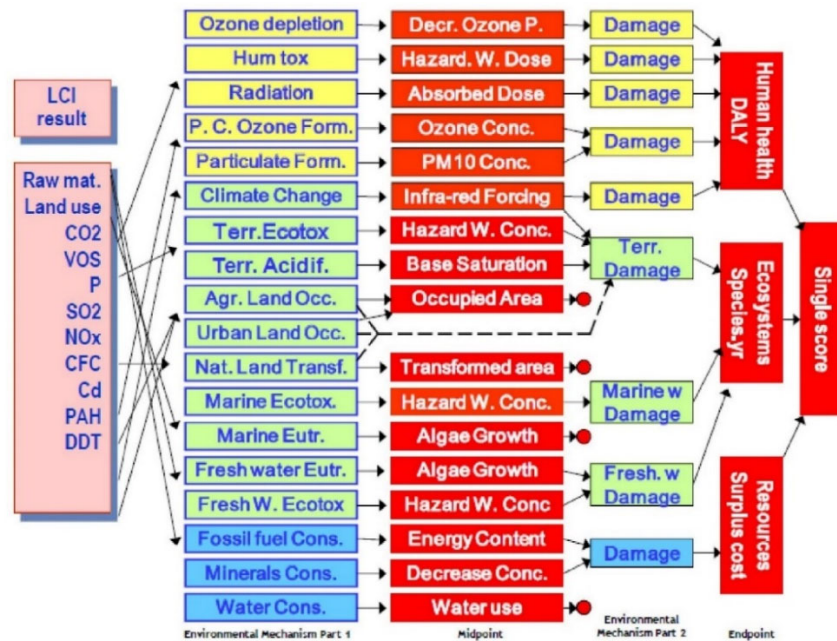 LCI
result
Raw mat.
Land use
CO2
VOS
P
SO2
NOx
CFC
Cd
PAH
DDT
Ozone depletion
Hum tox
Radiation
P. C. Ozone Form.
Particulate Form.
Climate Change
Terr.Ecotox
Terr. Acidif.
Agr. Land Occ.
Urban Land Occ.
Nat. Land Transf.
Marine Ecotox.
Marine Eutr.
Freshwater Eutr.
Fresh W. Ecotox
Fossil fuel Cons.
Minerals Cons.
Water Cons.
Environmental Mechanism Part 1
Decr. Ozone P.
Hazard. W. Dose
Absorbed Dose
Ozone Conc.
PM10 Conc.
Infra-red Forcing
Hazard W. Conc.
Base Saturation
Occupied Area
Transformed area
Hazard W. Conc.
Algae Growth
Algae Growth
Hazard W. Conc
Energy Content
Decrease Conc.
Water use
Midpoint
Damage
Damage
Damage
Damage
Damage
Terr.
Damage
Marine w
Damage
Fresh. w
Damage
Damage
Environmental
Mechanism Part 2
Human health
DALY
Ecosystems
Species.yr
Resources
Surplus cost
Endpoint
Single score